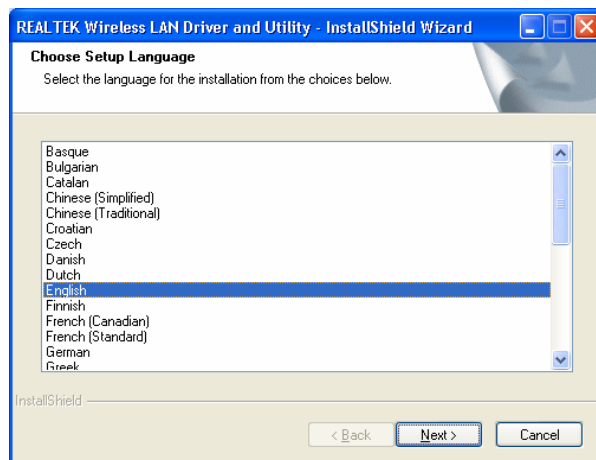 REALTEK Wireless LAN Driver and Utility - InstallShield Wizard
Choose Setup Language
Select the language for the installation from the choices below.
Basque
Bulgarian
Catalan
Chinese (Simplified)
Chinese (Traditional)
Croatian
Czech
Danish
Dutch
English
Finnish
French (Canadian)
French (Standard)
German
Greek
InstallShield
< Back Next > Cancel